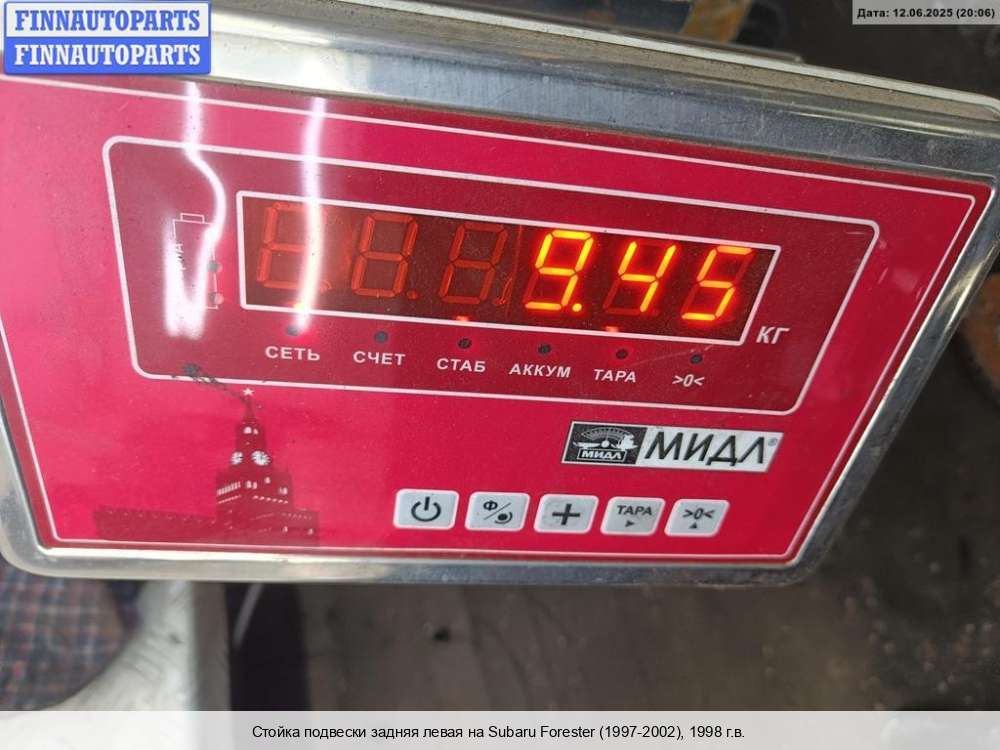 FINNAUTOPARTS
FINNAUTOPARTS
Дата: 12.06.2025 (20:06)
9.45
КГ
СЕТЬ СЧЕТ СТАБ АККУМ ТАРА >0<
МИДЛ МИДЛ®
Ф ТАРА >0<
Стойка подвески задняя левая на Subaru Forester (1997-2002), 1998 г.в.